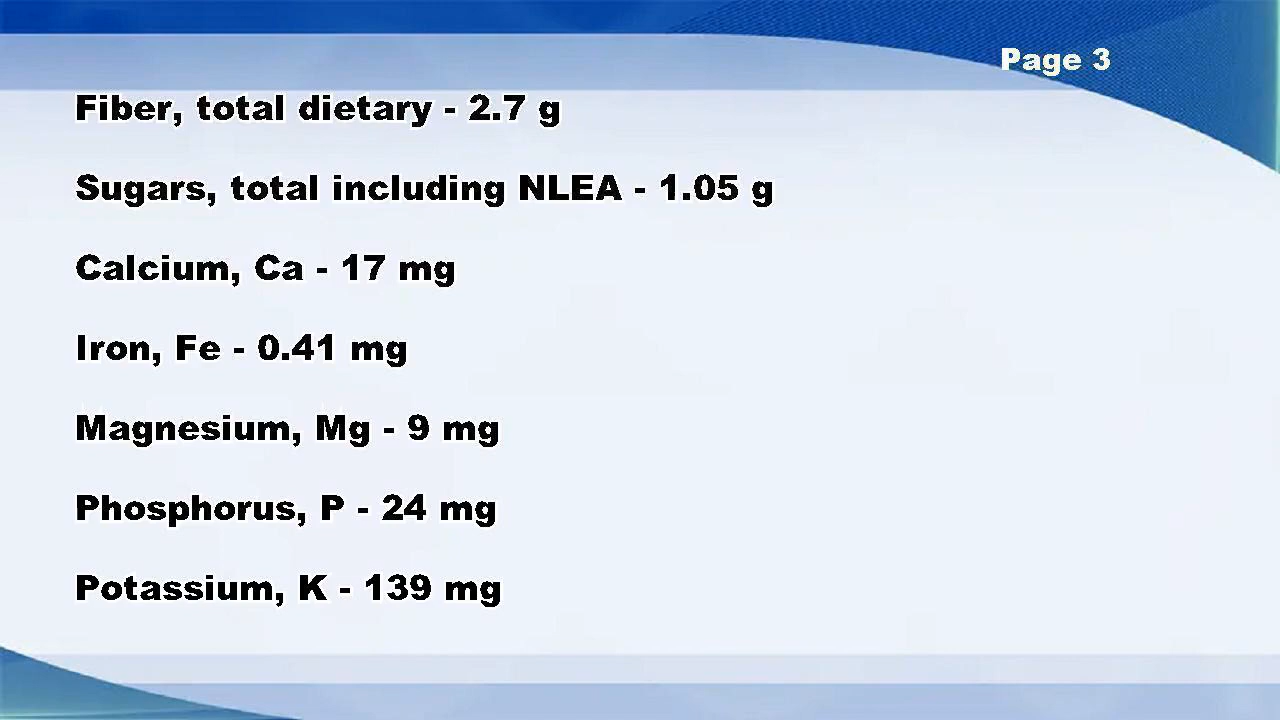 Page 3
Fiber, total dietary - 2.7 g
Sugars, total including NLEA - 1.05 g
Calcium, Ca - 17 mg
Iron, Fe - 0.41 mg
Magnesium, Mg - 9 mg
Phosphorus, P - 24 mg
Potassium, K - 139 mg